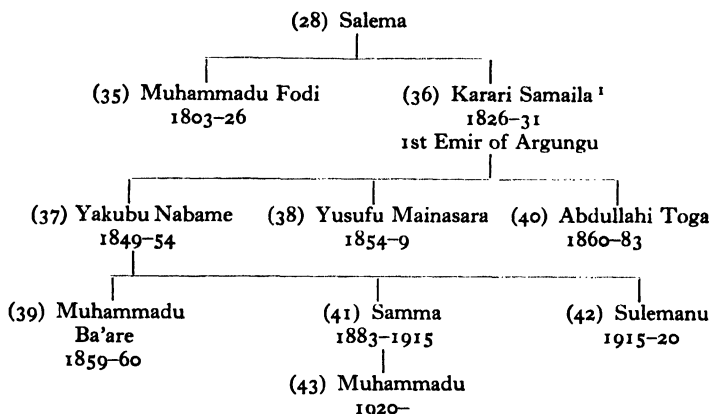 (28) Salema
(35) Muhammadu Fodi (36) Karari Samaila¹
1803–26 1826–31
1st Emir of Argungu
(37) Yakubu Nabame (38) Yusufu Mainasara (40) Abdullahi Toga
1849–54 1854–9 1860–83
(39) Muhammadu (41) Samma (42) Sulemanu
Ba'are 1883–1915 1915–20
1859–60
(43) Muhammadu
1920–